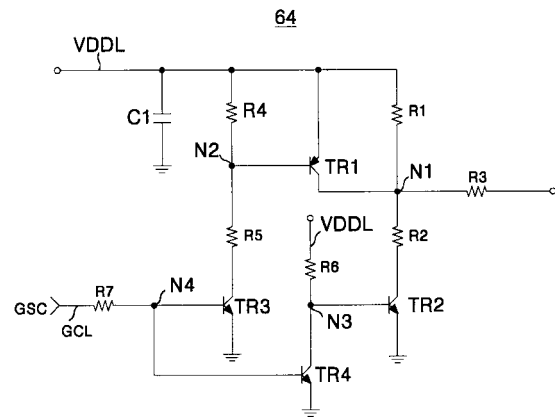 64
VDDL
C1
R4
R1
N2
TR1
N1
R3
R5
VDDL
R6
R2
GSC
R7
GCL
N4
TR3
N3
TR2
TR4